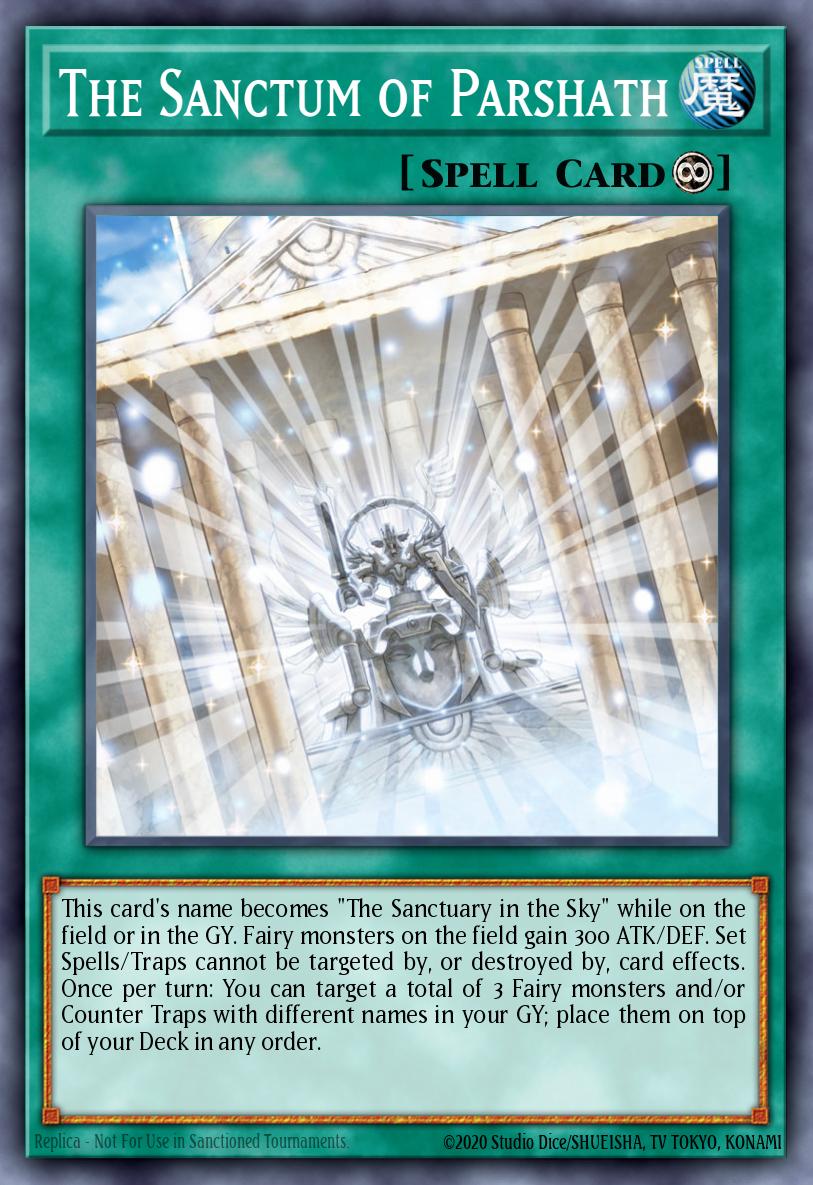 The Sanctum of Parshath
SPELL
魔
[Spell Card∞]
This card's name becomes "The Sanctuary in the Sky" while on the
field or in the GY. Fairy monsters on the field gain 300 ATK/DEF. Set
Spells/Traps cannot be targeted by, or destroyed by, card effects.
Once per turn: You can target a total of 3 Fairy monsters and/or
Counter Traps with different names in your GY; place them on top
of your Deck in any order.
Replica - Not For Use in Sanctioned Tournaments.
©2020 Studio Dice/SHUEISHA, TV TOKYO, KONAMI